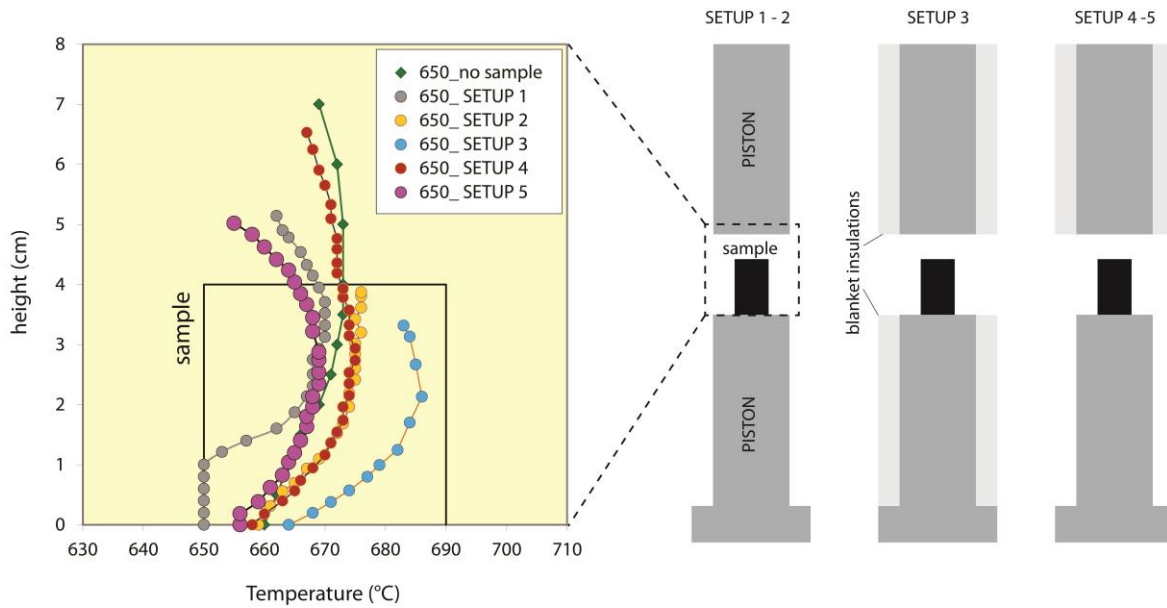 SETUP 1 - 2
SETUP 3
SETUP 4 -5
8
7
6
5
4
3
2
1
0
height (cm)
650_no sample
650_ SETUP 1
650_ SETUP 2
650_ SETUP 3
650_ SETUP 4
650_ SETUP 5
sample
630
640
650
660
670
680
690
700
710
Temperature (°C)
PISTON
sample
PISTON
blanket insulations